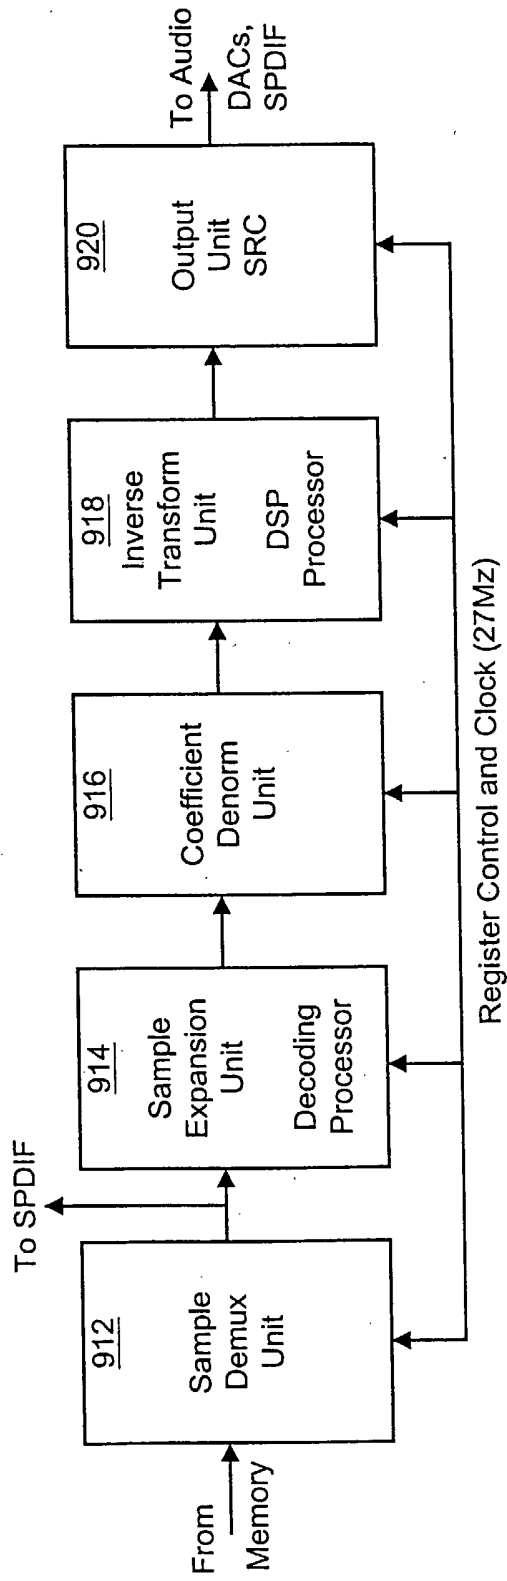 From
Memory
912
Sample
Demux
Unit
To SPDIF
914
Sample
Expansion
Unit
Decoding
Processor
916
Coefficient
Denorm
Unit
918
Inverse
Transform
Unit
DSP
Processor
920
Output
Unit
SRC
To Audio
DACs,
SPDIF
Register Control and Clock (27Mz)